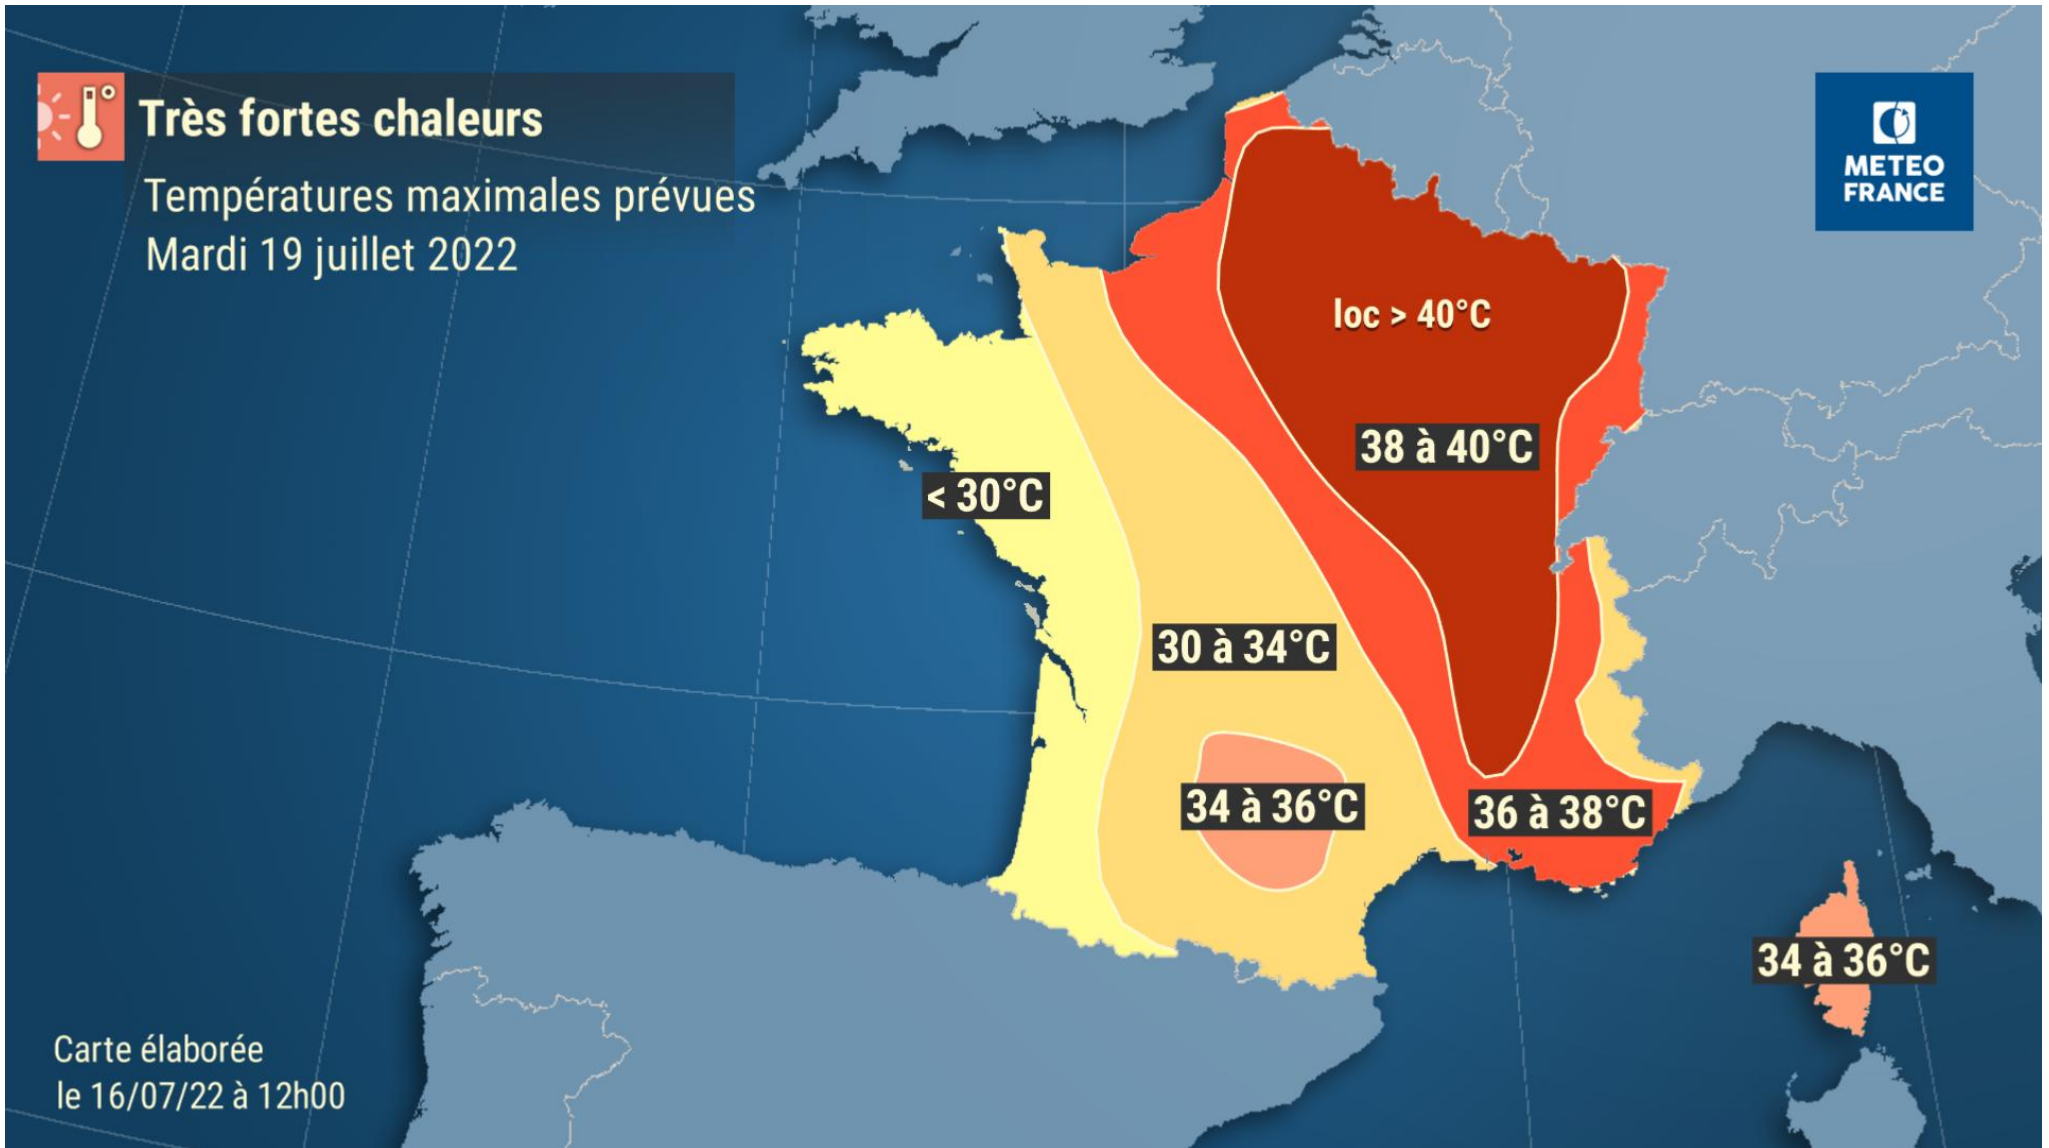 Très fortes chaleurs
Températures maximales prévues
Mardi 19 juillet 2022
METEO
FRANCE
loc > 40°C
38 à 40°C
< 30°C
30 à 34°C
34 à 36°C
36 à 38°C
34 à 36°C
Carte élaborée
le 16/07/22 à 12h00